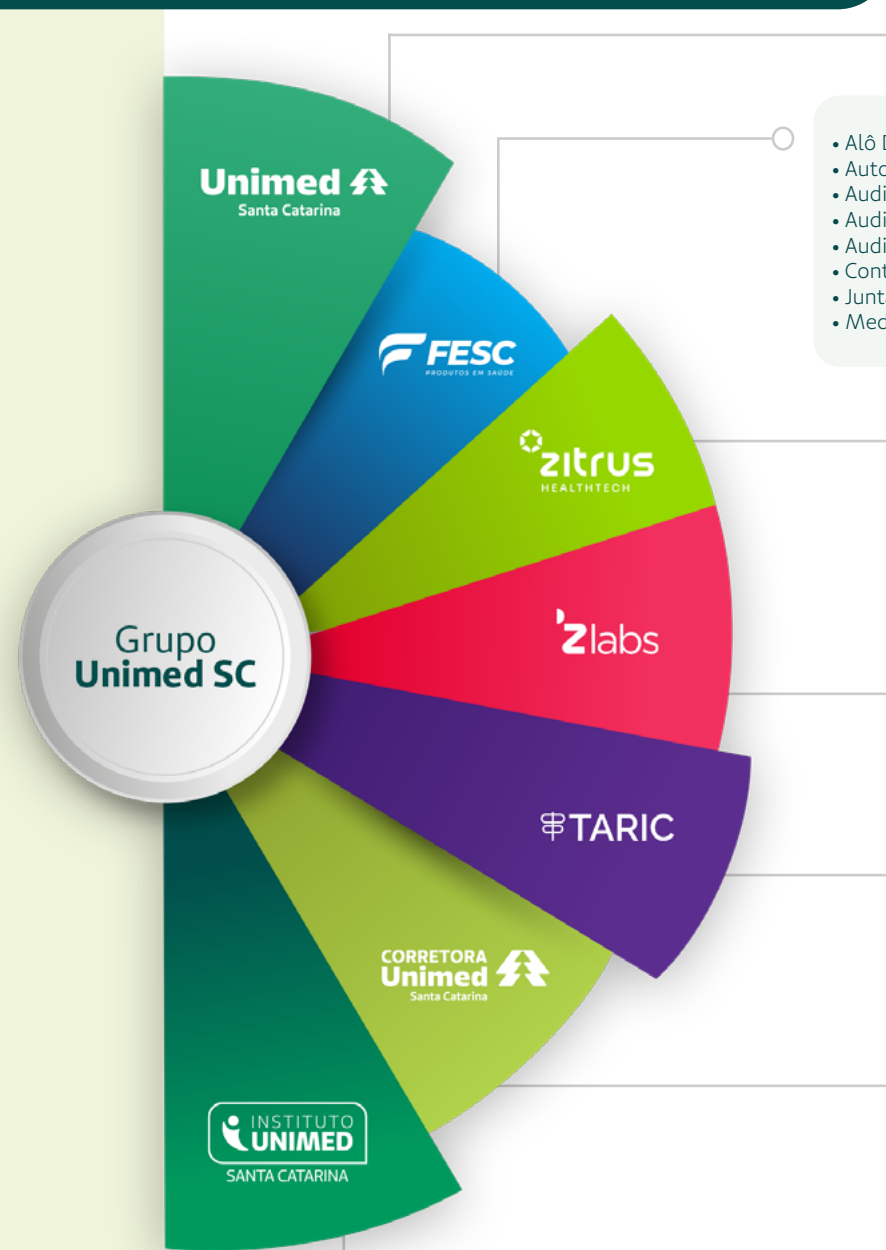 Unimed
Santa Catarina
FESC
PRODUTOS EM SAÚDE
zitrus
HEALTHTECH
Zlabs
TARIC
CORRETORA
Unimed
Santa Catarina
INSTITUTO
UNIMED
SANTA CATARINA
Grupo
Unimed SC
• Alô
•
•
•
•
•
•
•